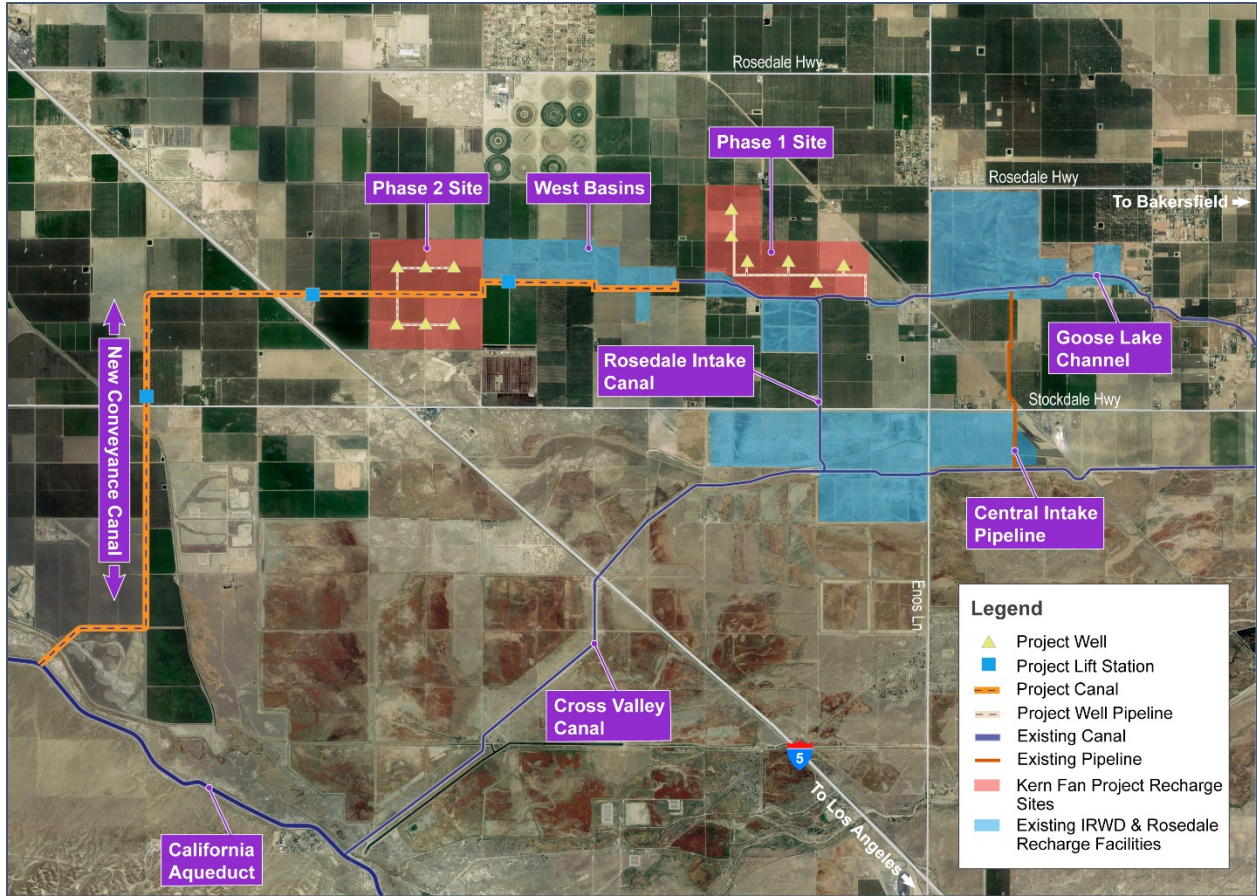 Rosedale Hwy
Phase 1 Site
Rosedale Hwy
Phase 2 Site
West Basins
To Bakersfield
New Conveyance Canal
Rosedale Intake
Canal
Goose Lake
Channel
Stockdale Hwy
Central Intake
Pipeline
Enos Ln
Cross Valley
Canal
5
To Los Angeles
California
Aqueduct
Legend
Project Well
Project Lift Station
Project Canal
Project Well Pipeline
Existing Canal
Existing Pipeline
Kern Fan Project Recharge
Sites
Existing IRWD & Rosedale
Recharge Facilities